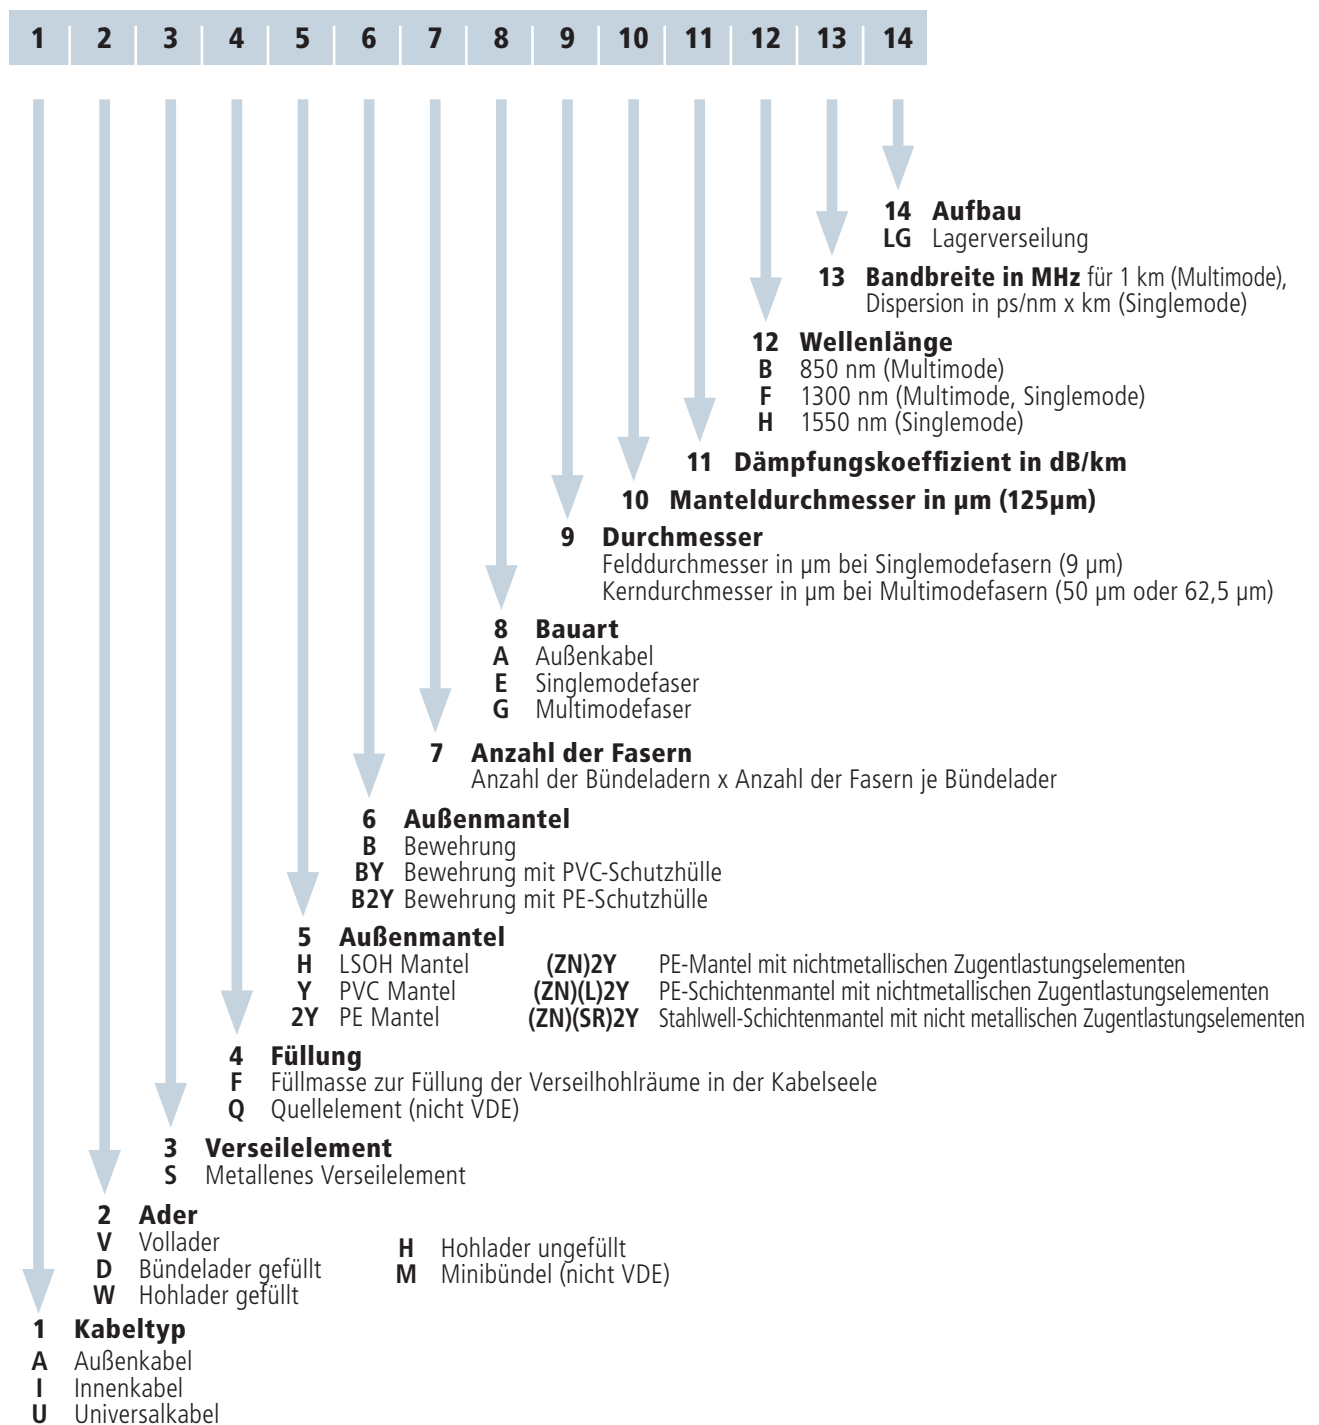 1 2 3 4 5 6 7 8 9 10 11 12 13 14
14 Aufbau
LG Lagerverseilung
13 Bandbreite in MHz für 1 km (Multimode),
Dispersion in ps/nm x km (Singlemode)
12 Wellenlänge
B 850 nm (Multimode)
F 1300 nm (Multimode, Singlemode)
H 1550 nm (Singlemode)
11 Dämpfungskoeffizient in dB/km
10 Manteldurchmesser in µm (125µm)
9 Durchmesser
Felddurchmesser in µm bei Singlemodefasern (9 µm)
Kerndurchmesser in µm bei Multimodefasern (50 µm oder 62,5 µm)
8 Bauart
A Außenkabel
E Singlemodefaser
G Multimodefaser
7 Anzahl der Fasern
Anzahl der Bündeladern x Anzahl der Fasern je Bündelader
6 Außenmantel
B Bewehrung
BY Bewehrung mit PVC-Schutzhülle
B2Y Bewehrung mit PE-Schutzhülle
5 Außenmantel
H LSOH Mantel (ZN)2Y PE-Mantel mit nichtmetallischen Zugentlastungselementen
Y PVC Mantel (ZN)(L)2Y PE-Schichtenmantel mit nichtmetallischen Zugentlastungselementen
2Y PE Mantel (ZN)(SR)2Y Stahlwell-Schichtenmantel mit nicht metallischen Zugentlastungselementen
4 Füllung
F Füllmasse zur Füllung der Verseilhohlräume in der Kabelseele
Q Quellelement (nicht VDE)
3 Verseilelement
S Metallenes Verseilelement
2 Ader
V Vollader
D Bündelader gefüllt
W Hohlader gefüllt
H Hohlader ungefüllt
M Minibündel (nicht VDE)
1 Kabeltyp
A Außenkabel
I Innenkabel
U Universalkabel